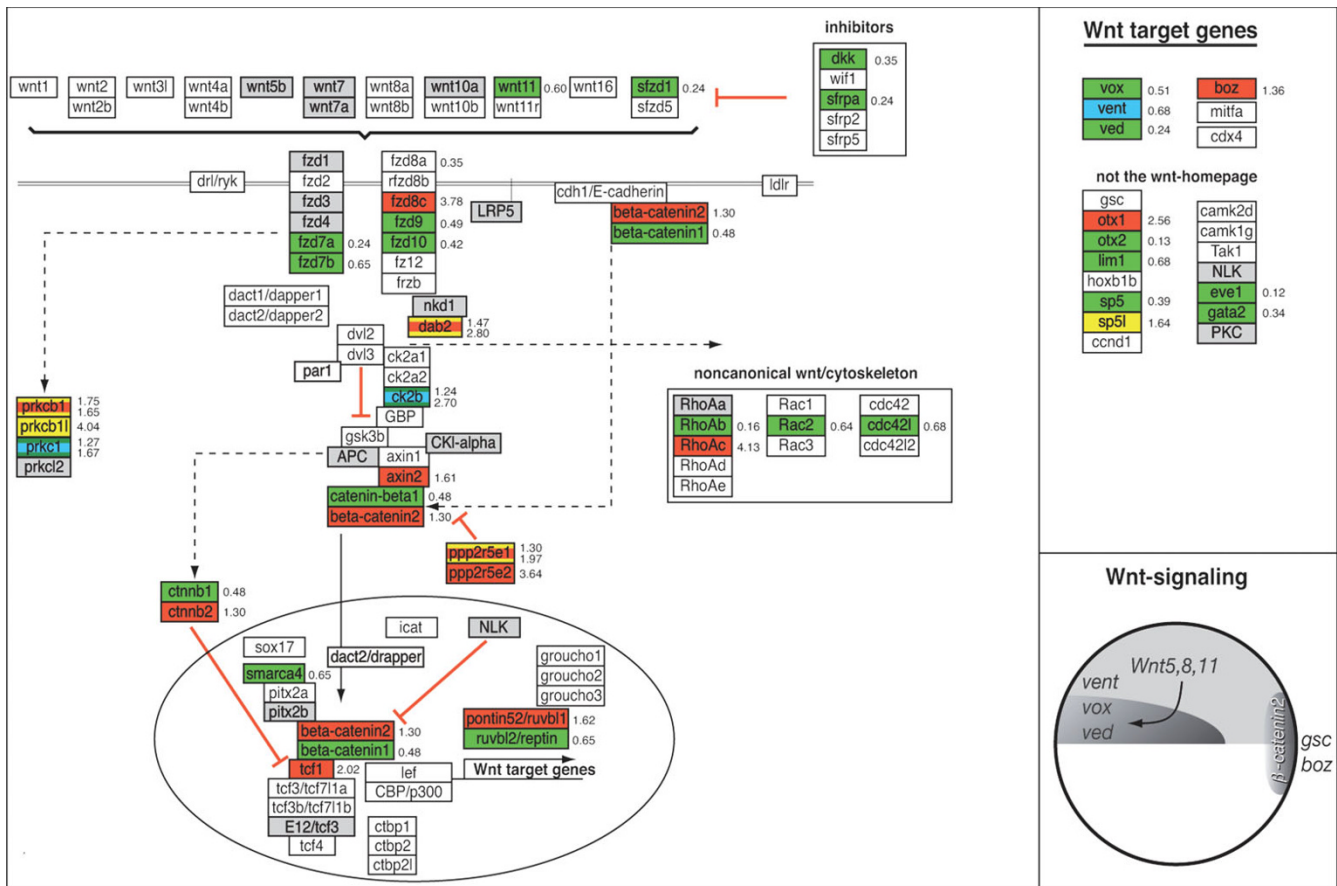 inhibitors
dkk 0.35
wif1
sfrpa 0.24
sfrp2
sfrp5
wnt1 wnt2 wnt3l wnt4a wnt5b wnt7 wnt8a wnt10a wnt11 0.60 wnt16 sfzd1 0.24
wnt2b wnt4b wnt7a wnt8b wnt10b wnt11r sfzd5
drl/ryk
fzd1
fzd2
fzd3
fzd4
fzd7a 0.24
fzd7b 0.65
fzd8a 0.35
rfzd8b
fzd8c 3.78
fzd9 0.49
fzd10 0.42
fz12
frzb
LRP5
cdh1/E-cadherin
beta-catenin2 1.30
beta-catenin1 0.48
ldlr
dact1/dapper1
dact2/dapper2
nkd1
dab2 1.47
2.80
dvl2
dvl3
par1
ck2a1
ck2a2
ck2b 1.24
2.70
GBP
gsk3b
CKI-alpha
APC axin1
axin2 1.61
catenin-beta1 0.48
beta-catenin2 1.30
prkcb1 1.75
1.65
prkcb1l 4.04
prkc1 1.27
1.67
prkcl2
ppp2r5e1 1.30
1.97
ppp2r5e2 3.64
ctnnb1 0.48
ctnnb2 1.30
noncanonical wnt/cytoskeleton
RhoAa Rac1 cdc42
RhoAb 0.16 Rac2 0.64 cdc42l 0.68
RhoAc 4.13 Rac3 cdc42l2
RhoAd
RhoAe
icat
NLK
sox17
dact2/drapper
smarca4 0.65
pitx2a
pitx2b
groucho1
groucho2
groucho3
beta-catenin2 1.30
beta-catenin1 0.48
pontin52/ruvbl1 1.62
ruvbl2/reptin 0.65
tcf1 2.02
tcf3/tcf7l1a
tcf3b/tcf7l1b
E12/tcf3
tcf4
lef
CBP/p300
Wnt target genes
ctbp1
ctbp2
ctbp2l
Wnt target genes
vox 0.51 boz 1.36
vent 0.68 mitfa
ved 0.24 cdx4
not the wnt-homepage
gsc
otx1 2.56
otx2 0.13
lim1 0.68
hoxb1b
sp5 0.39
sp5l 1.64
ccnd1
camk2d
camk1g
Tak1
NLK
eve1 0.12
gata2 0.34
PKC
Wnt-signaling
Wnt5,8,11
vent
vox
ved
β-catenin2
gsc
boz